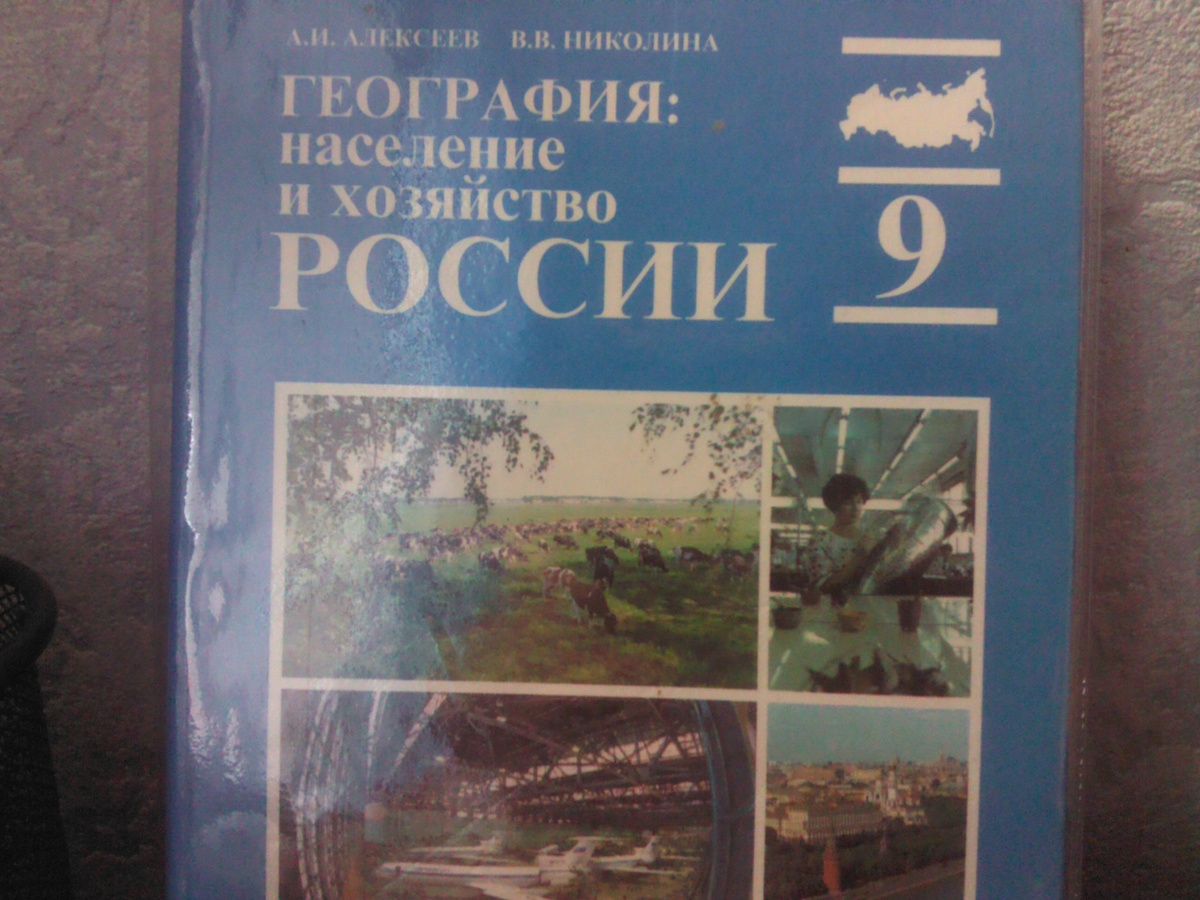 А.И. АЛЕКСЕЕВ В.В. НИКОЛИНА
ГЕОГРАФИЯ:
население
и хозяйство
РОССИИ
9